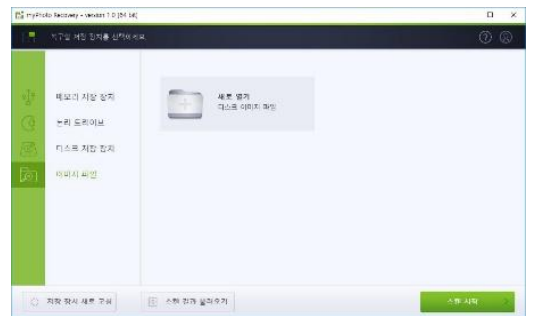 myPhoto Recovery - version 1.0 (64 bit)
복구할 저장 장치를 선택하세요.
메모리 저장 장치
논리 드라이브
디스크 저장 장치
이미지 파일
새로 열기
디스크 이미지 파일
저장 장치 새로 고침
스캔 결과 불러오기
스캔 시작